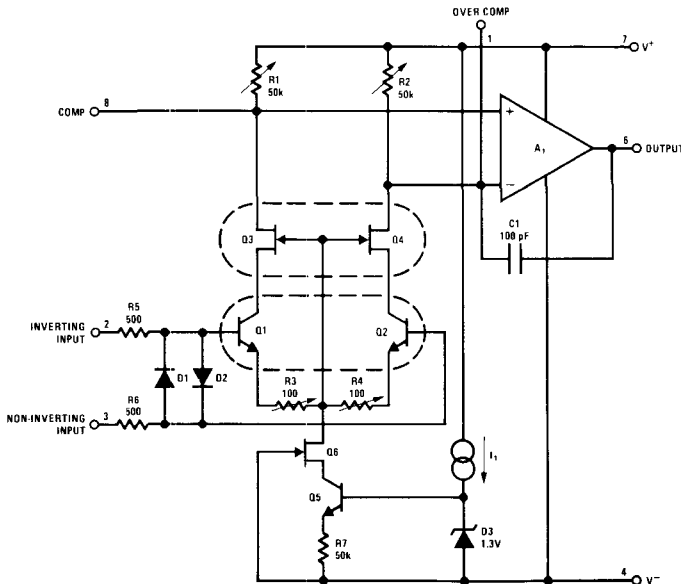 OVER COMP
1
7
V+
R1
50k
R2
50k
8
COMP
+
A1
6
OUTPUT
−
C1
100 pF
Q3
Q4
R5
500
INVERTING
INPUT
2
Q1
Q2
D1
D2
R3
100
R4
100
R6
500
NON-INVERTING
INPUT
3
Q6
I1
Q5
D3
1.3V
R7
50k
4
V−